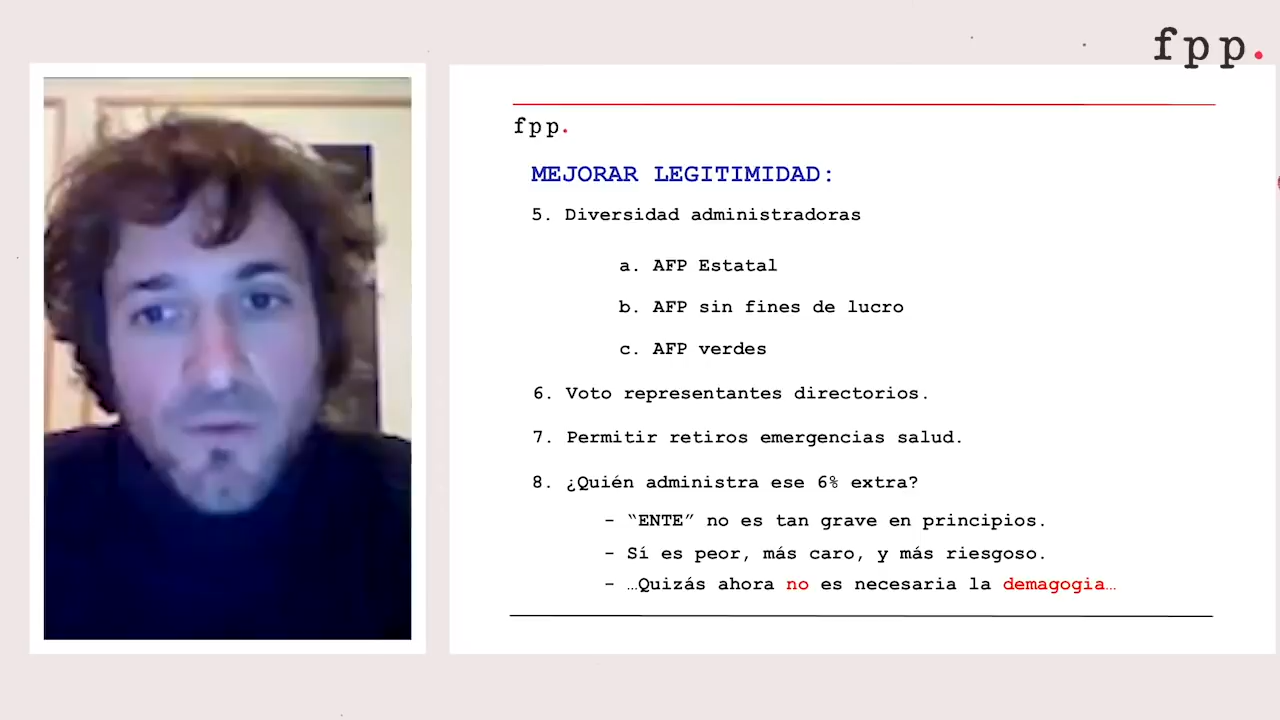 fpp.
fpp.
MEJORAR LEGITIMIDAD:
5. Diversidad administradoras
a. AFP Estatal
b. AFP sin fines de lucro
c. AFP verdes
6. Voto representantes directorios.
7. Permitir retiros emergencias salud.
8. ¿Quién administra ese 6% extra?
- “ENTE” no es tan grave en principios.
- Sí es peor, más caro, y más riesgoso.
- …Quizás ahora no es necesaria la demagogia…